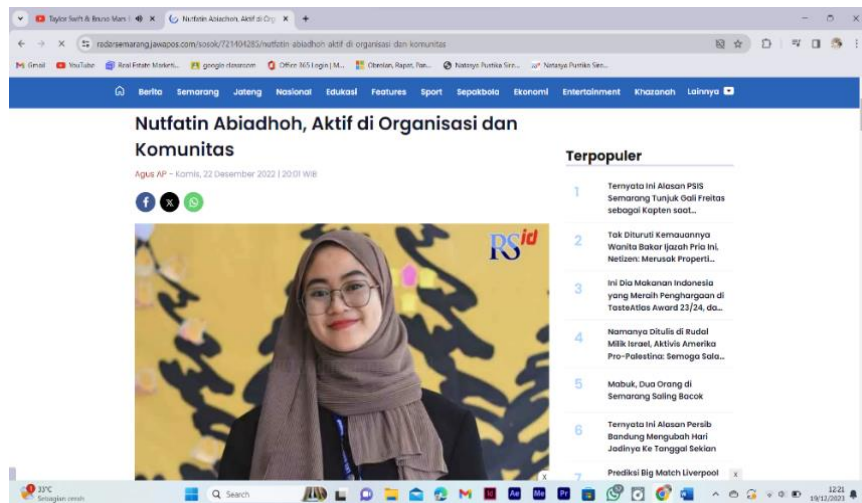 Taylor Swift & Bruno Mars |
Nutfatin Abiadhoh, Aktif di Org
radarsemarang.jawapos.com/sosok/721404285/nutfatin-abiadhoh-aktif-di-organisasi-dan-komunitas
Gmail
YouTube
Real Estate Marketi...
google classroom
Office 365 Login | M...
Obrolan, Rapat, Pan...
Berita Semarang Jateng Nasional Edukasi Features Sport Sepakbola Ekonomi Entertainment Khazanah Lainnya
Nutfatin Abiadhoh, Aktif di Organisasi dan
Komunitas
Agus AP - Kamis, 22 Desember 2022 | 20:01 WIB
RSid
Terpopuler
1
Ternyata Ini Alasan PSIS
Semarang Tunjuk Gali Freitas
sebagai Kapten saat...
2
Tak Dituruti Kemauannya
Wanita Bakar Ijazah Pria Ini,
Netizen: Merusak Properti...
3
Ini Dia Makanan Indonesia
yang Meraih Penghargaan di
TasteAtlas Award 23/24, da...
4
Namanya Ditulis di Rudal
Milik Israel, Aktivis Amerika
Pro-Palestina: Semoga Sala...
5
Mabuk, Dua Orang di
Semarang Saling Bacok
6
Ternyata Ini Alasan Persib
Bandung Mengubah Hari
Jadinya Ke Tanggal Sekian
7
Prediksi Big Match Liverpool
33°C
Sebagian cerah
Search
12:21
19/12/2023